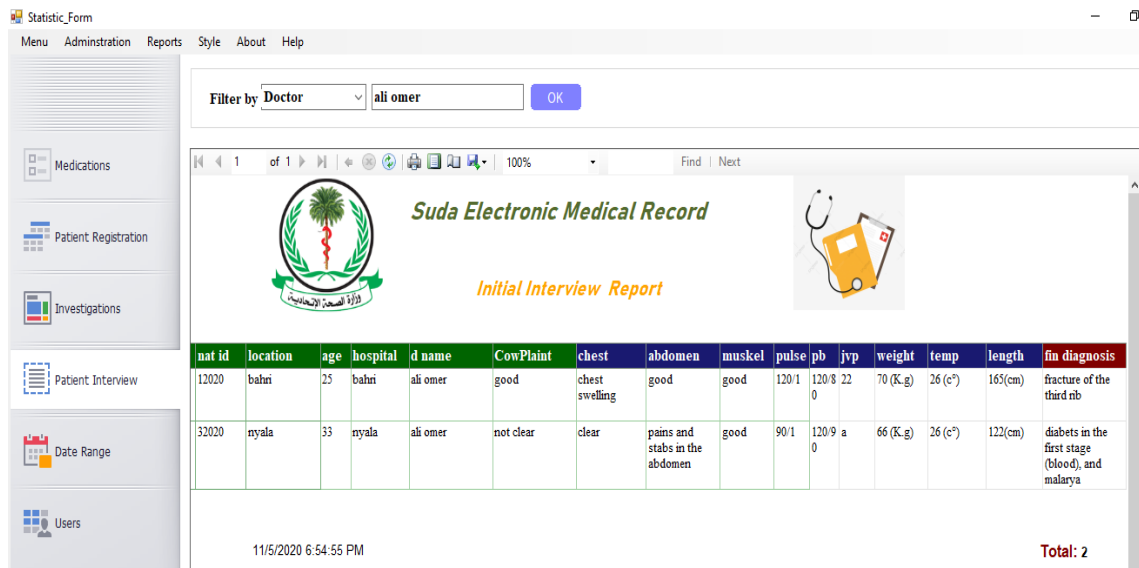 Statistic_Form
Menu Adminstration Reports Style About Help
Filter by Doctor ali omer OK
Medications
Patient Registration
Investigations
Patient Interview
Date Range
Users
1 of 1 100% Find | Next
Suda Electronic Medical Record
Initial Interview Report
وزارة الصحة الإتحادية
nat id location age hospital d name CowPlaint chest abdomen muskel pulse pb jvp weight temp length fin diagnosis
12020 bahri 25 bahri ali omer good chest swelling good good 120/1 120/80 22 70 (K.g) 26 (c°) 165(cm) fracture of the third rib
32020 nyala 33 nyala ali omer not clear clear pains and stabs in the abdomen good 90/1 120/90 a 66 (K.g) 26 (c°) 122(cm) diabets in the first stage (blood), and malarya
11/5/2020 6:54:55 PM
Total: 2